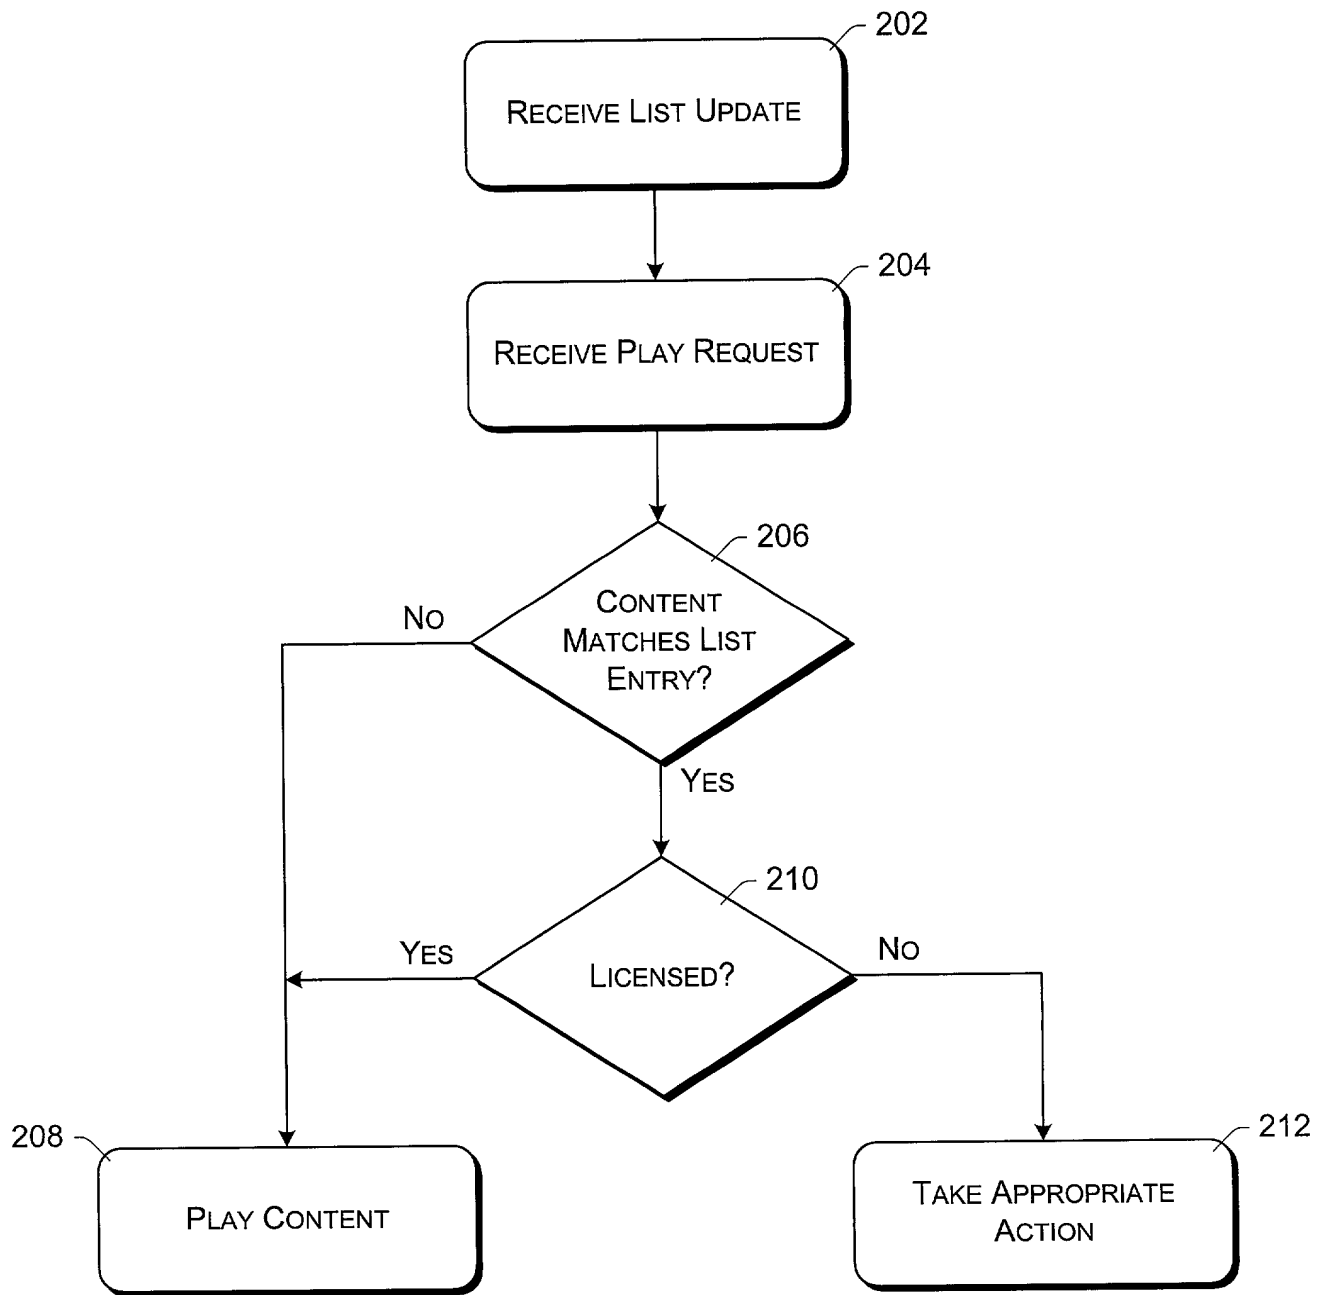 202
RECEIVE LIST UPDATE
204
RECEIVE PLAY REQUEST
206
CONTENT
MATCHES LIST
ENTRY?
NO
YES
210
LICENSED?
YES
NO
208
PLAY CONTENT
212
TAKE APPROPRIATE
ACTION